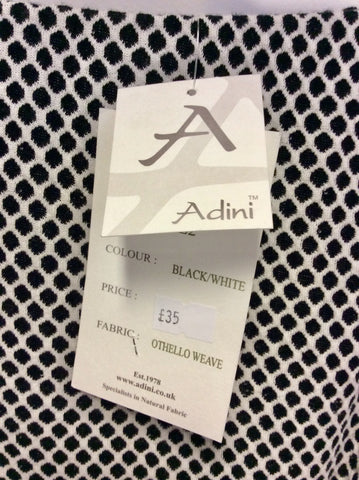 A
Adini™
COLOUR : BLACK/WHITE
PRICE : £35
FABRIC : OTHELLO WEAVE
Est.1978
www.adini.co.uk
Specialists in Natural Fabric